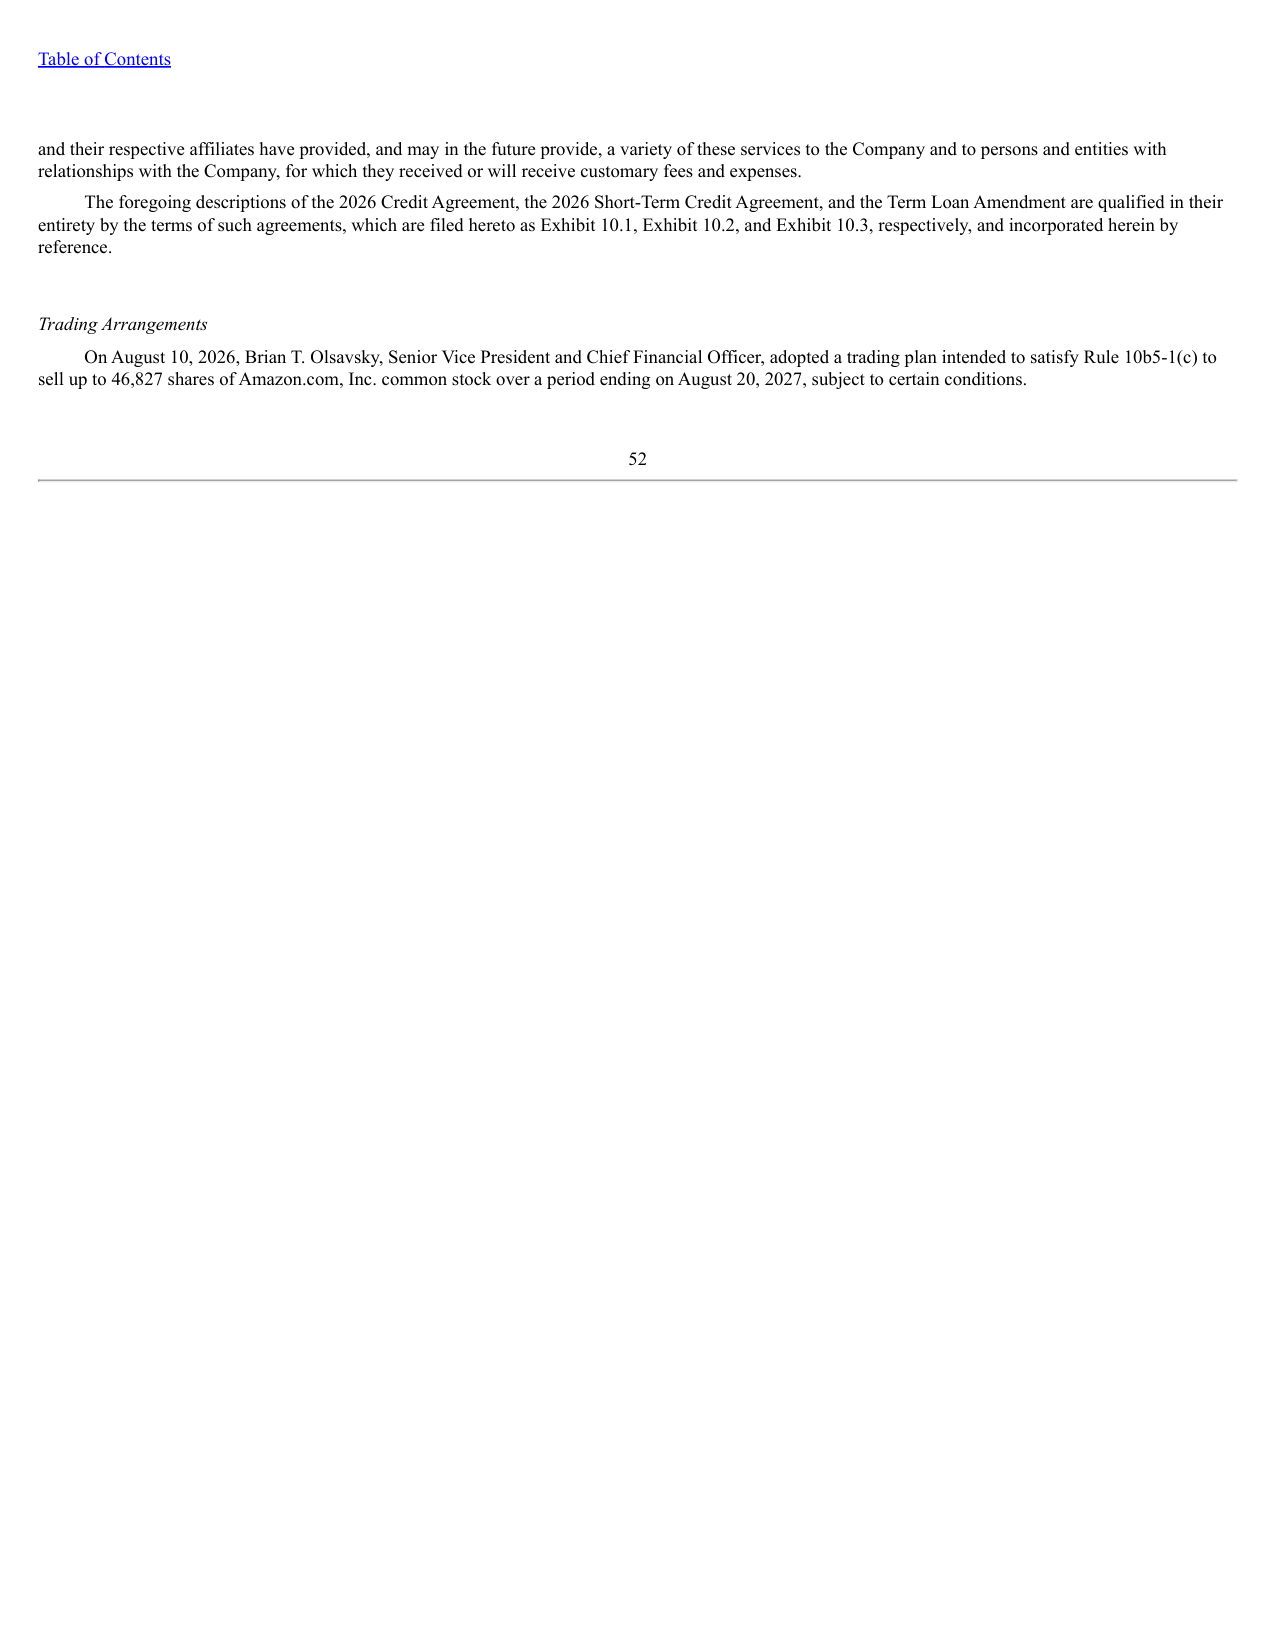 Table of Contents
and their respective affiliates have provided, and may in the future provide, a variety of these services to the Company and to persons and entities with
relationships with the Company, for which they received or will receive customary fees and expenses.
The foregoing descriptions of the 2026 Credit Agreement, the 2026 Short-Term Credit Agreement, and the Term Loan Amendment are qualified in their
entirety by the terms of such agreements, which are filed hereto as Exhibit 10.1, Exhibit 10.2, and Exhibit 10.3, respectively, and incorporated herein by
reference.
Trading Arrangements
On August 10, 2026, Brian T. Olsavsky, Senior Vice President and Chief Financial Officer, adopted a trading plan intended to satisfy Rule 10b5-1(c) to
sell up to 46,827 shares of Amazon.com, Inc. common stock over a period ending on August 20, 2027, subject to certain conditions.
52